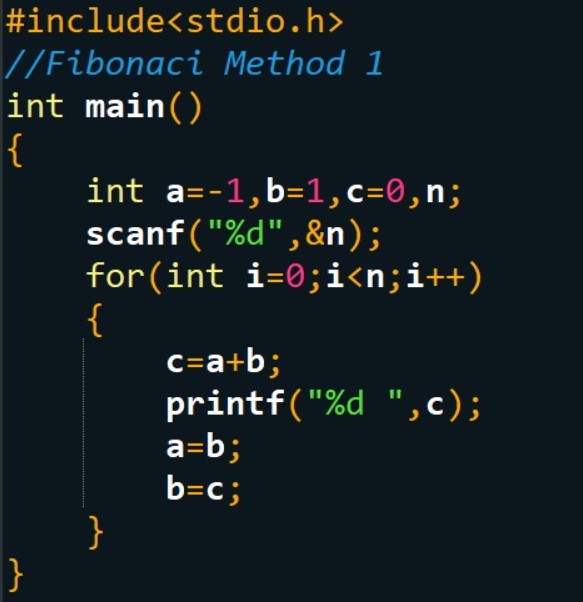 #include<stdio.h>
//Fibonaci Method 1
int main()
{
    int a=-1,b=1,c=0,n;
    scanf("%d",&n);
    for(int i=0;i<n;i++)
    {
        c=a+b;
        printf("%d ",c);
        a=b;
        b=c;
    }
}